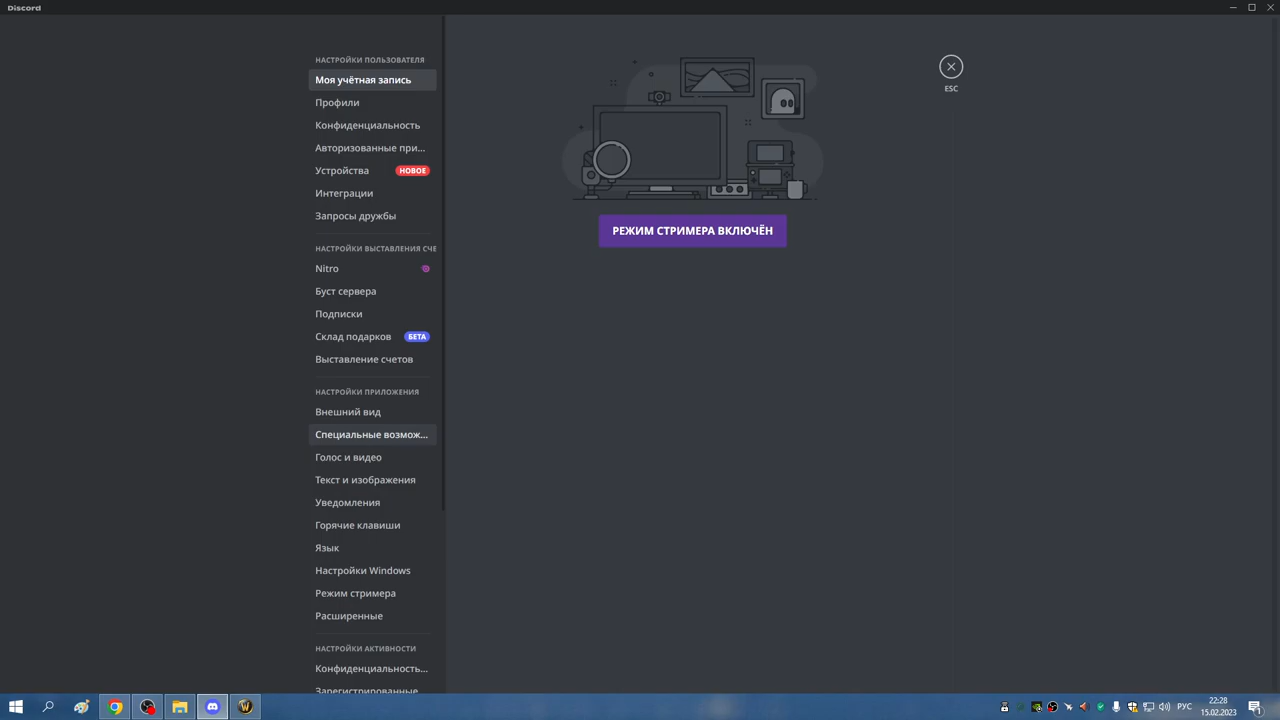 Discord
НАСТРОЙКИ ПОЛЬЗОВАТЕЛЯ
Моя учётная запись
Профили
Конфиденциальность
Авторизованные при...
Устройства НОВОЕ
Интеграции
Запросы дружбы
НАСТРОЙКИ ВЫСТАВЛЕНИЯ СЧЕ
Nitro
Буст сервера
Подписки
Склад подарков БЕТА
Выставление счетов
НАСТРОЙКИ ПРИЛОЖЕНИЯ
Внешний вид
Специальные возмож...
Голос и видео
Текст и изображения
Уведомления
Горячие клавиши
Язык
Настройки Windows
Режим стримера
Расширенные
НАСТРОЙКИ АКТИВНОСТИ
Конфиденциальность...
Зарегистрированные
РЕЖИМ СТРИМЕРА ВКЛЮЧЁН
ESC
РУС
22:28
15.02.2023
1